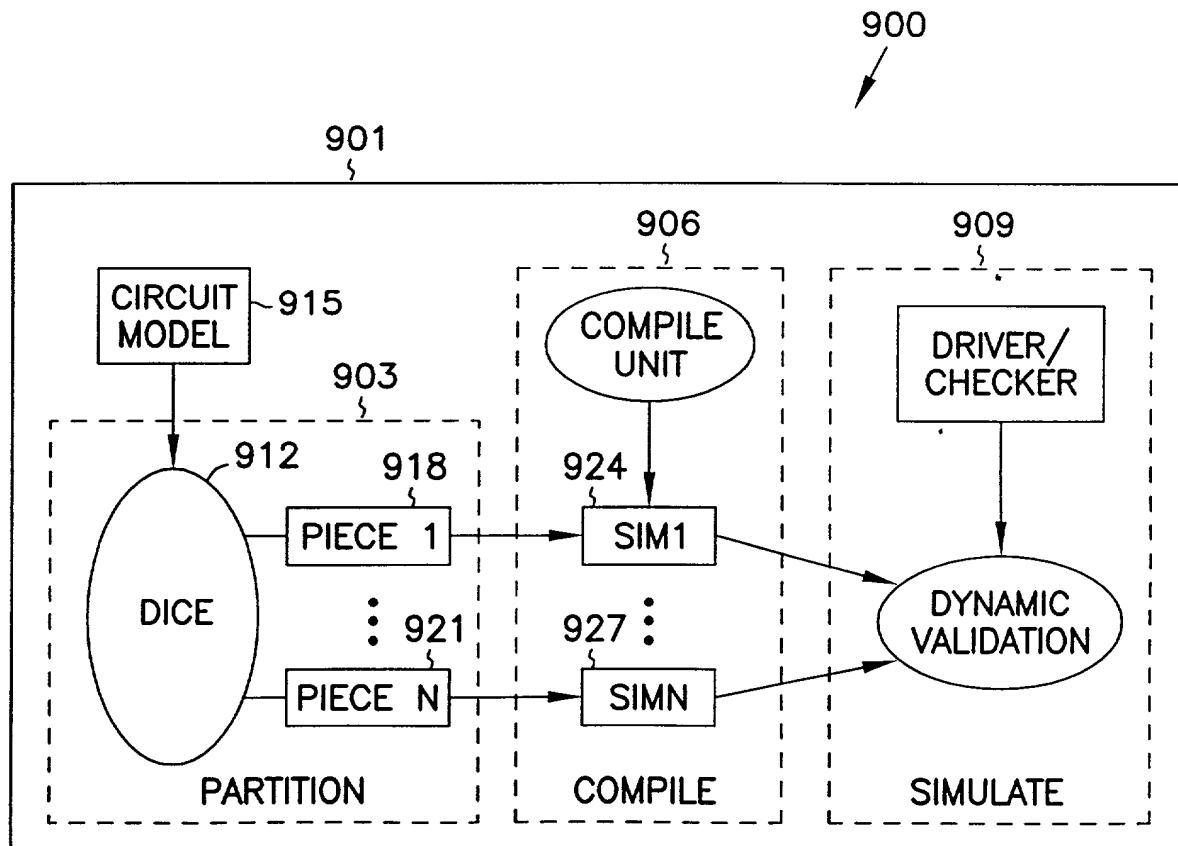 900
901
906
909
CIRCUIT
MODEL
915
COMPILE
UNIT
DRIVER/
CHECKER
903
912
918
924
PIECE 1
SIM1
DICE
DYNAMIC
VALIDATION
921
927
PIECE N
SIMN
PARTITION
COMPILE
SIMULATE